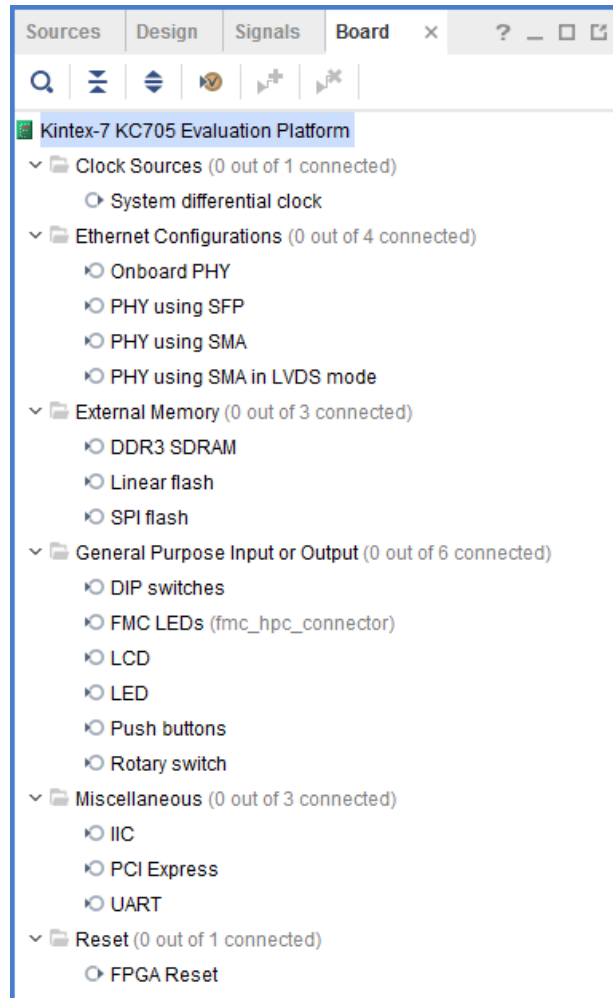 Sources Design Signals Board × ?
Kintex-7 KC705 Evaluation Platform
Clock Sources (0 out of 1 connected)
System differential clock
Ethernet Configurations (0 out of 4 connected)
Onboard PHY
PHY using SFP
PHY using SMA
PHY using SMA in LVDS mode
External Memory (0 out of 3 connected)
DDR3 SDRAM
Linear flash
SPI flash
General Purpose Input or Output (0 out of 6 connected)
DIP switches
FMC LEDs (fmc_hpc_connector)
LCD
LED
Push buttons
Rotary switch
Miscellaneous (0 out of 3 connected)
IIC
PCI Express
UART
Reset (0 out of 1 connected)
FPGA Reset